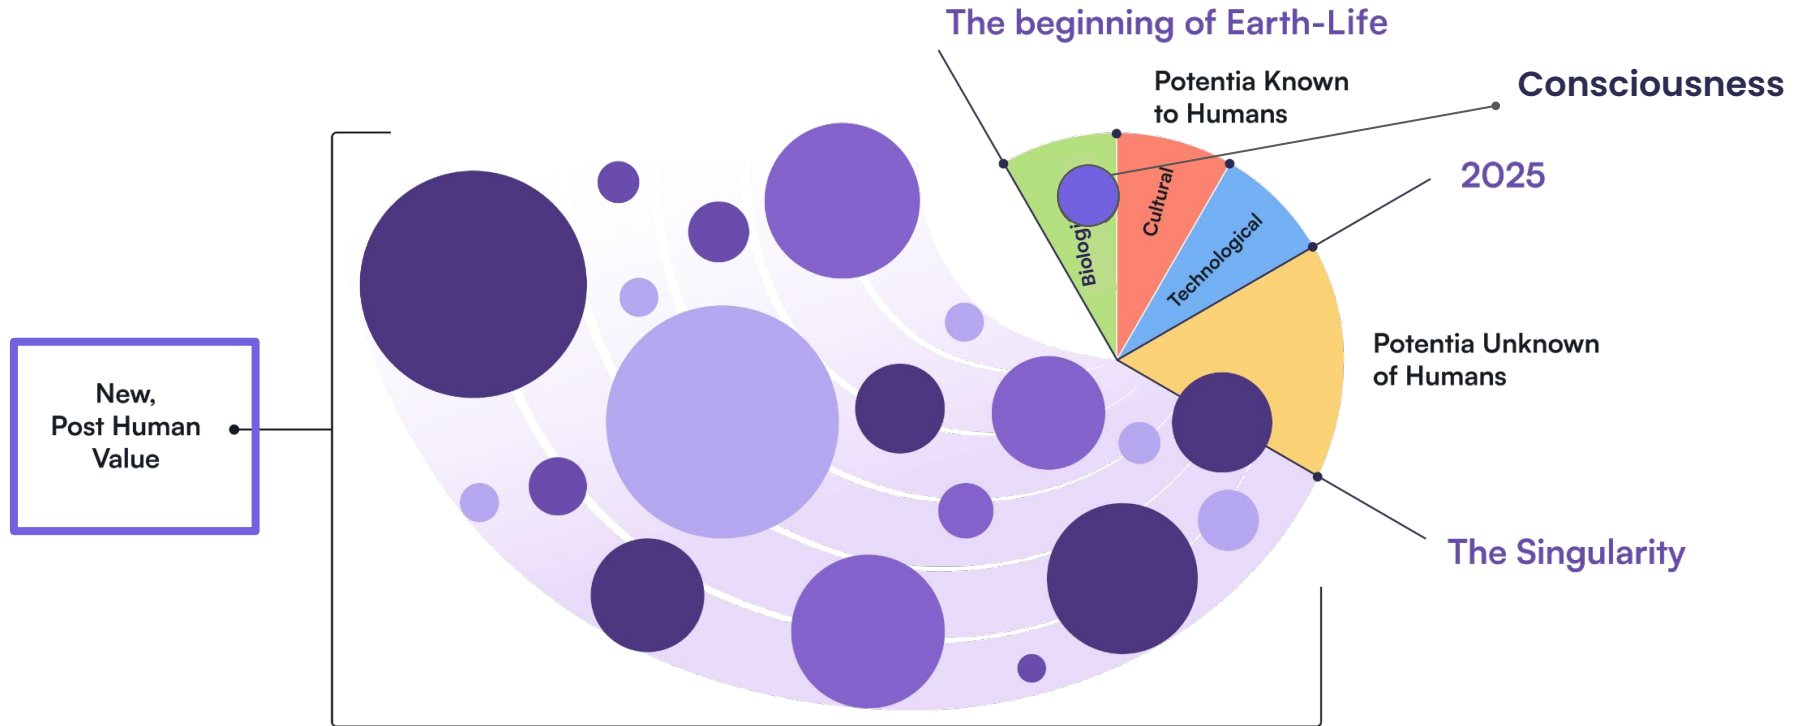 The beginning of Earth-Life
Potentia Known
to Humans
Consciousness
2025
Biologi
Cultural
Technological
Potentia Unknown
of Humans
New,
Post Human
Value
The Singularity